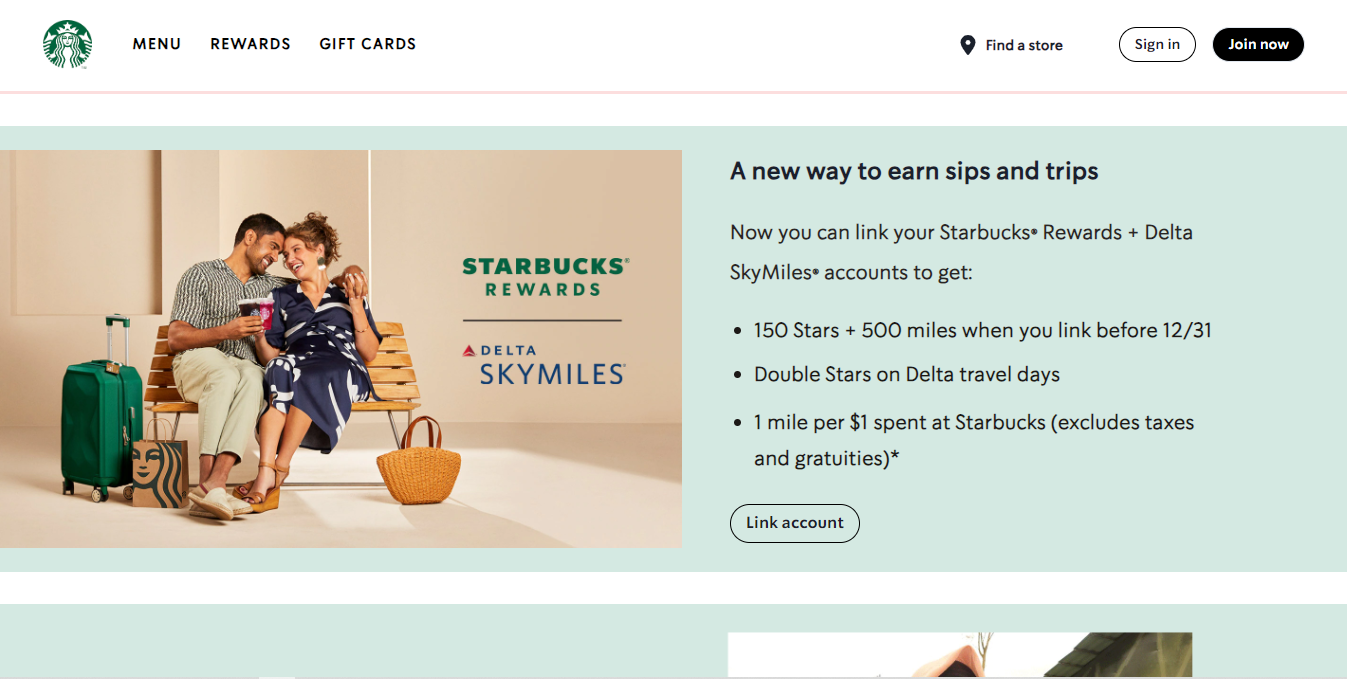 MENU
REWARDS
GIFT CARDS
Find a store
Sign in
Join now
STARBUCKS®
REWARDS
DELTA
SKYMILES®
A new way to earn sips and trips
Now you can link your Starbucks® Rewards + Delta
SkyMiles® accounts to get:
• 150 Stars + 500 miles when you link before 12/31
• Double Stars on Delta travel days
• 1 mile per $1 spent at Starbucks (excludes taxes
and gratuities)*
Link account